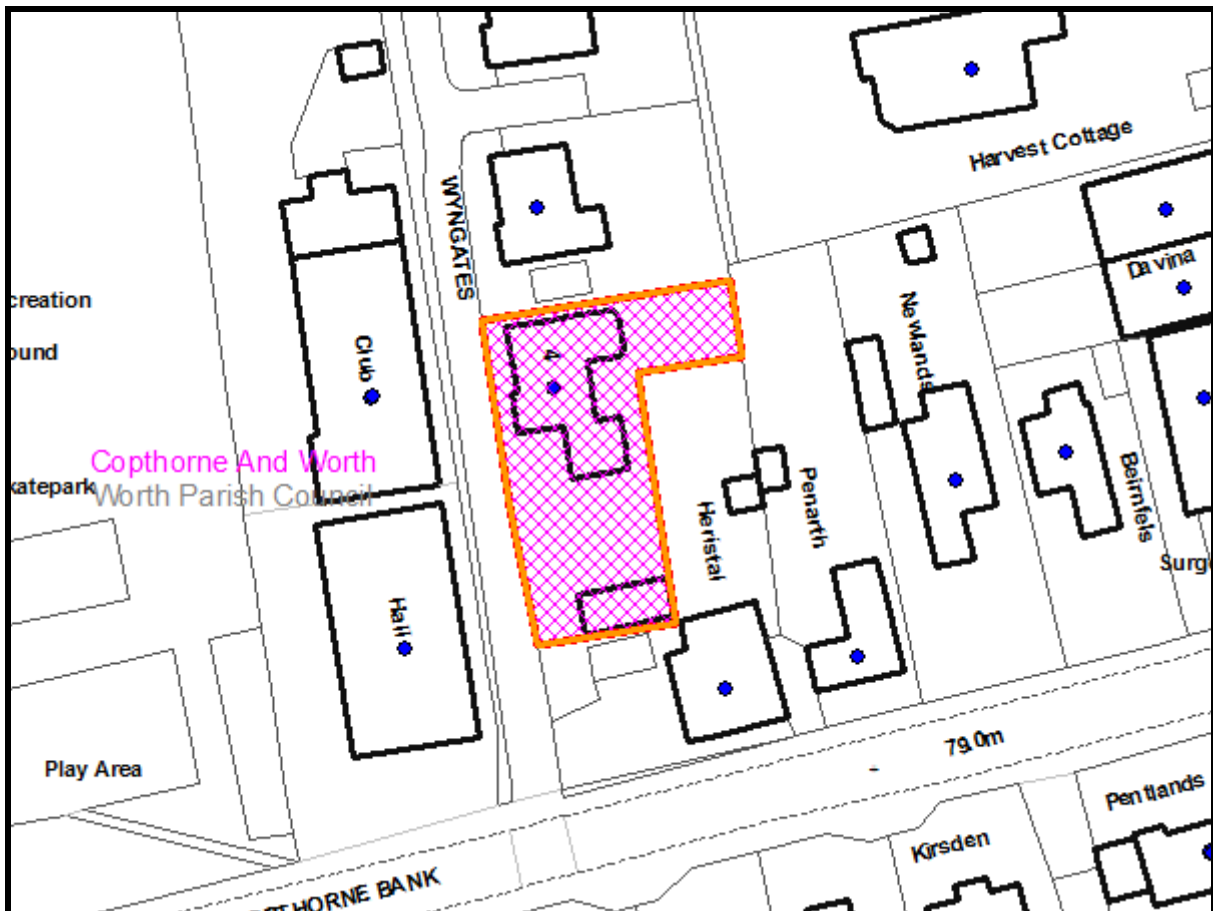 Harvest Cottage
WYNGATES
Davina
creation
ound
Newlands
4
Club
Copthorne And Worth
katepark
Worth Parish Council
Beirnfels
Penarth
Heristal
Surge
Hall
79.0m
Play Area
Pentlands
Kirsden
PTHORNE BANK